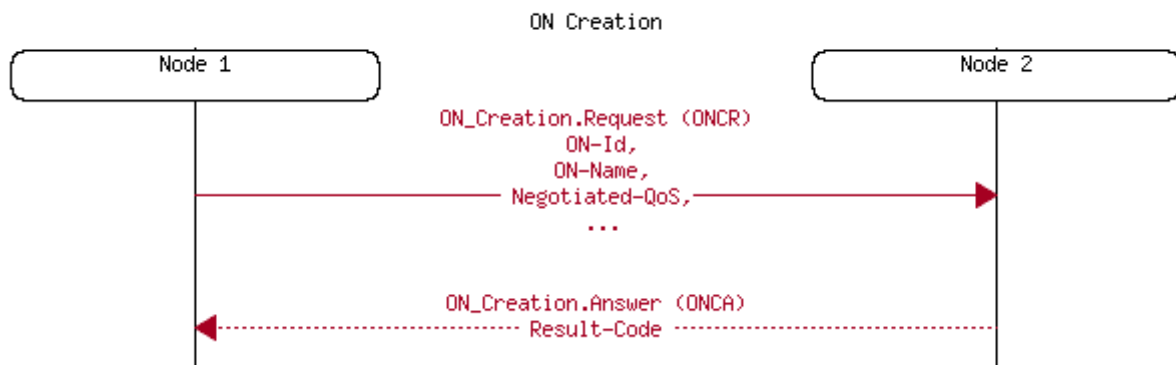 ON Creation
Node 1
Node 2
ON_Creation.Request (ONCR)
ON-Id,
ON-Name,
Negotiated-QoS,
...
ON_Creation.Answer (ONCA)
Result-Code